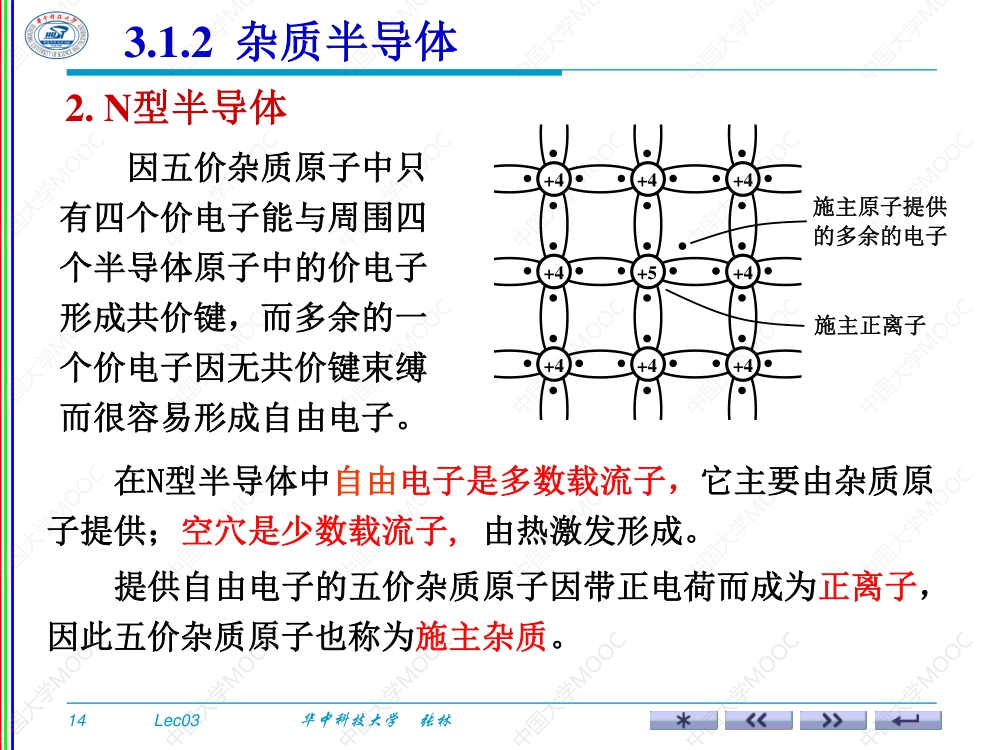 3.1.2 杂质半导体
2. N型半导体
因五价杂质原子中只
有四个价电子能与周围四
个半导体原子中的价电子
形成共价键，而多余的一
个价电子因无共价键束缚
而很容易形成自由电子。
+4 +4 +4
施主原子提供
的多余的电子
+4 +5 +4
施主正离子
+4 +4 +4
在N型半导体中自由电子是多数载流子，它主要由杂质原
子提供；空穴是少数载流子, 由热激发形成。
提供自由电子的五价杂质原子因带正电荷而成为正离子，
因此五价杂质原子也称为施主杂质。
14 Lec03 华中科技大学 张林
中国大学MOOC